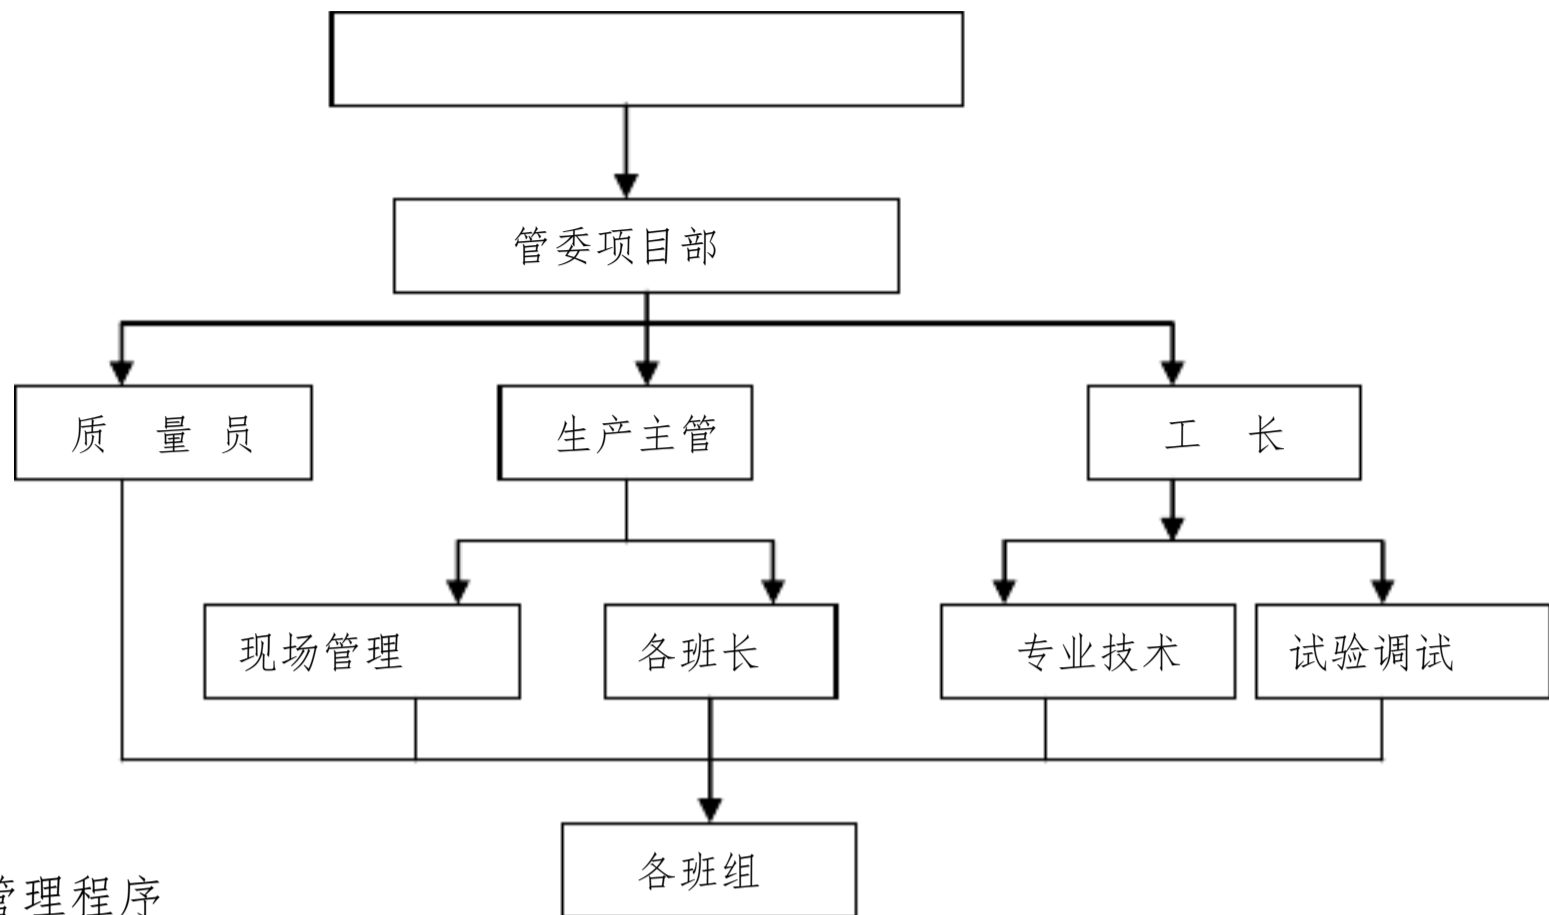 管委项目部
质 量 员
生产主管
工 长
现场管理
各班长
专业技术
试验调试
各班组
管理程序